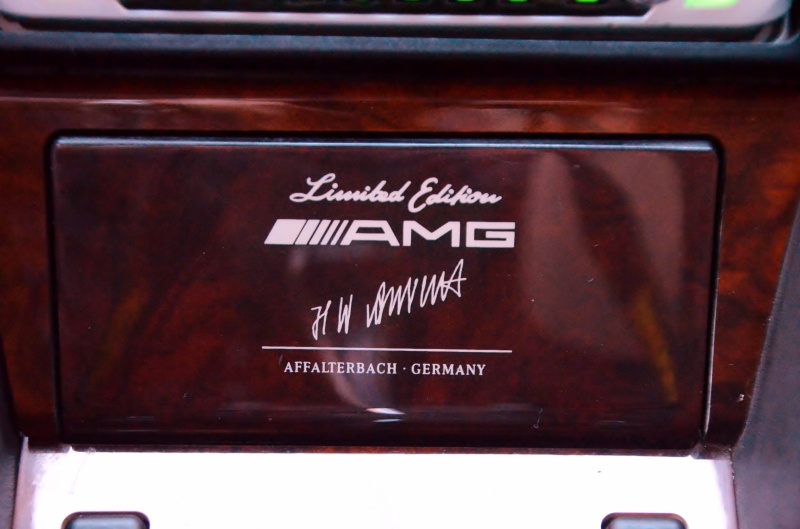 Limited Edition
AMG
AFFALTERBACH · GERMANY